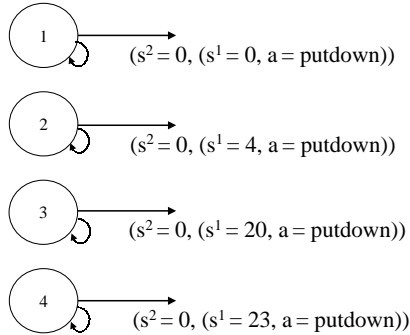 1
(s² = 0, (s¹ = 0, a = putdown))
2
(s² = 0, (s¹ = 4, a = putdown))
3
(s² = 0, (s¹ = 20, a = putdown))
4
(s² = 0, (s¹ = 23, a = putdown))